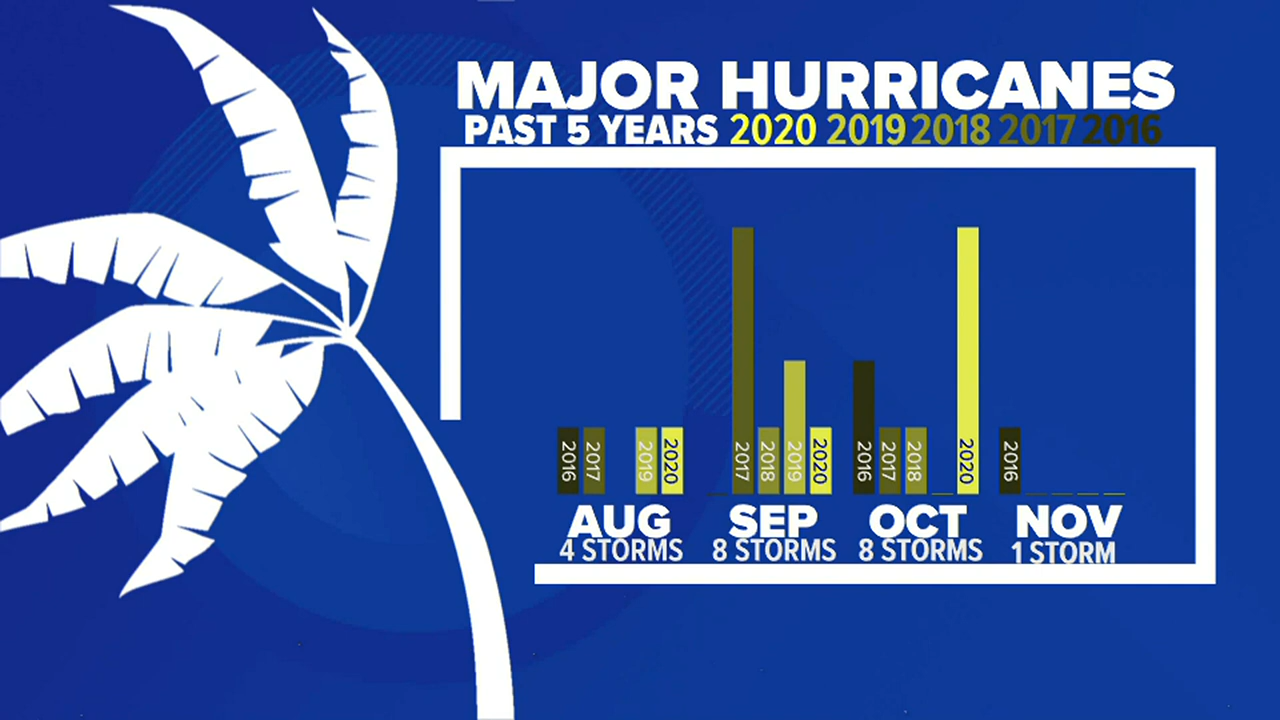 MAJOR HURRICANES
PAST 5 YEARS 2020 2019 2018 2017 2016
2016 2017 2019 2020
2017 2018 2019 2020
2016 2017 2018 2020
2016
AUG SEP OCT NOV
4 STORMS 8 STORMS 8 STORMS 1 STORM